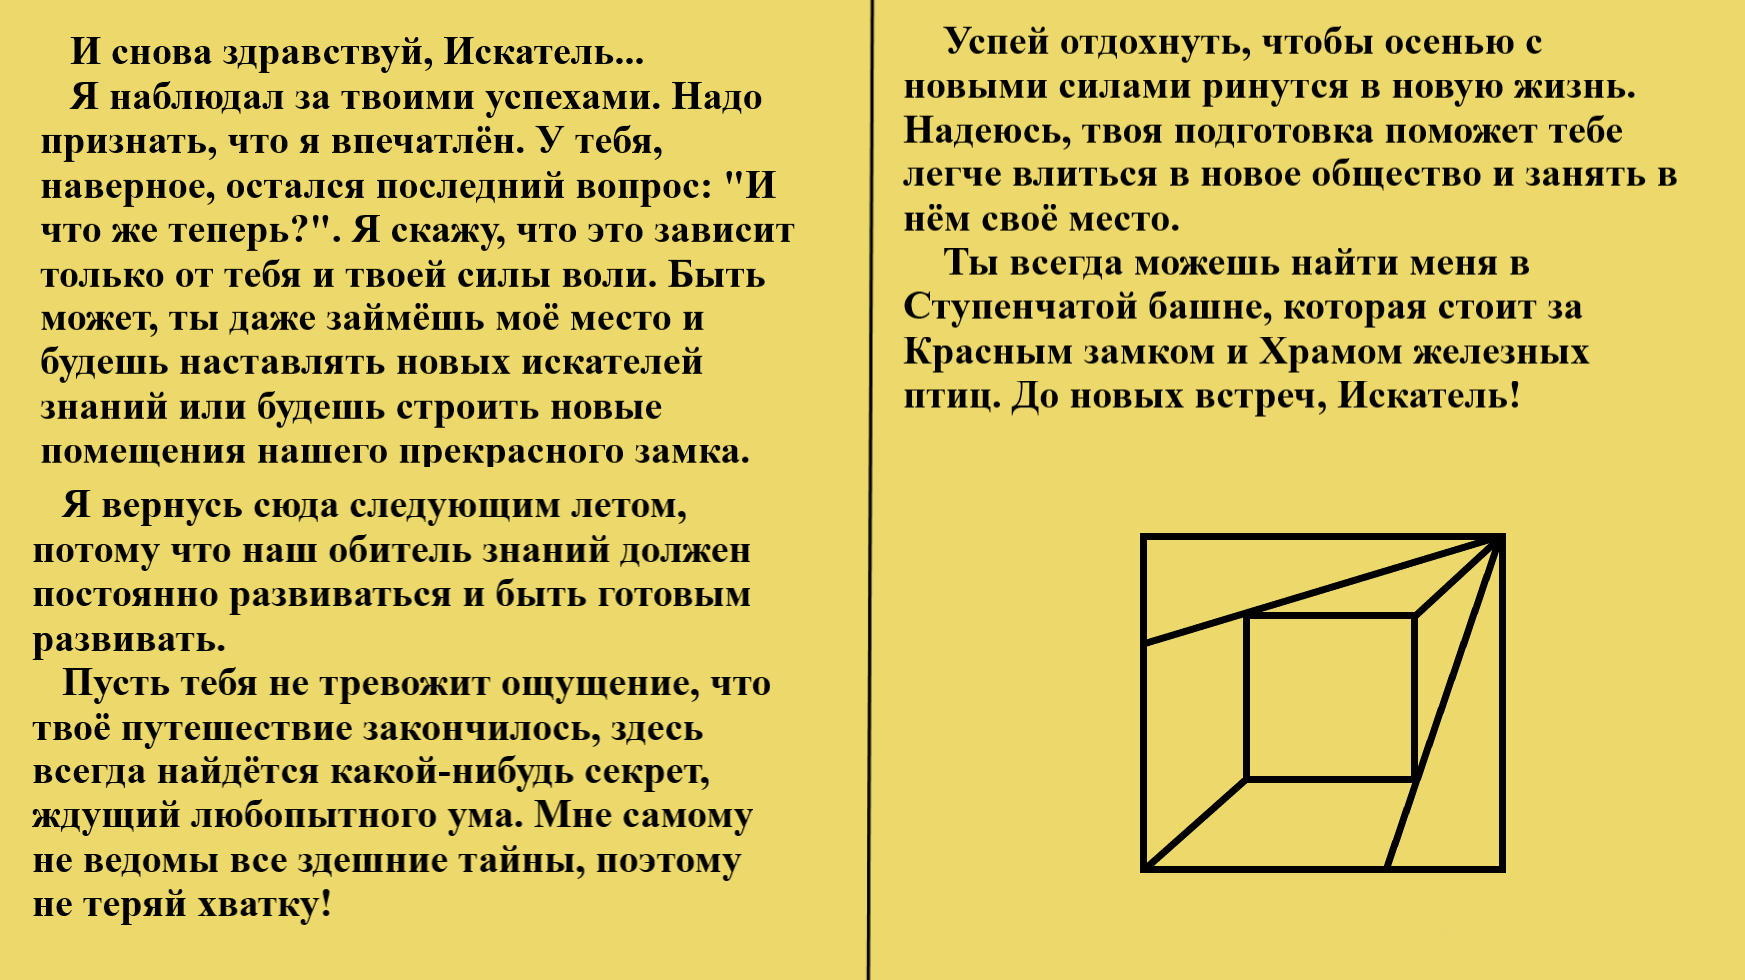 И снова здравствуй, Искатель...
Я наблюдал за твоими успехами. Надо
признать, что я впечатлён. У тебя,
наверное, остался последний вопрос: "И
что же теперь?". Я скажу, что это зависит
только от тебя и твоей силы воли. Быть
может, ты даже займёшь моё место и
будешь наставлять новых искателей
знаний или будешь строить новые
помещения нашего прекрасного замка.
Я вернусь сюда следующим летом,
потому что наш обитель знаний должен
постоянно развиваться и быть готовым
развивать.
Пусть тебя не тревожит ощущение, что
твоё путешествие закончилось, здесь
всегда найдётся какой-нибудь секрет,
ждущий любопытного ума. Мне самому
не ведомы все здешние тайны, поэтому
не теряй хватку!
Успей отдохнуть, чтобы осенью с
новыми силами ринутся в новую жизнь.
Надеюсь, твоя подготовка поможет тебе
легче влиться в новое общество и занять в
нём своё место.
Ты всегда можешь найти меня в
Ступенчатой башне, которая стоит за
Красным замком и Храмом железных
птиц. До новых встреч, Искатель!